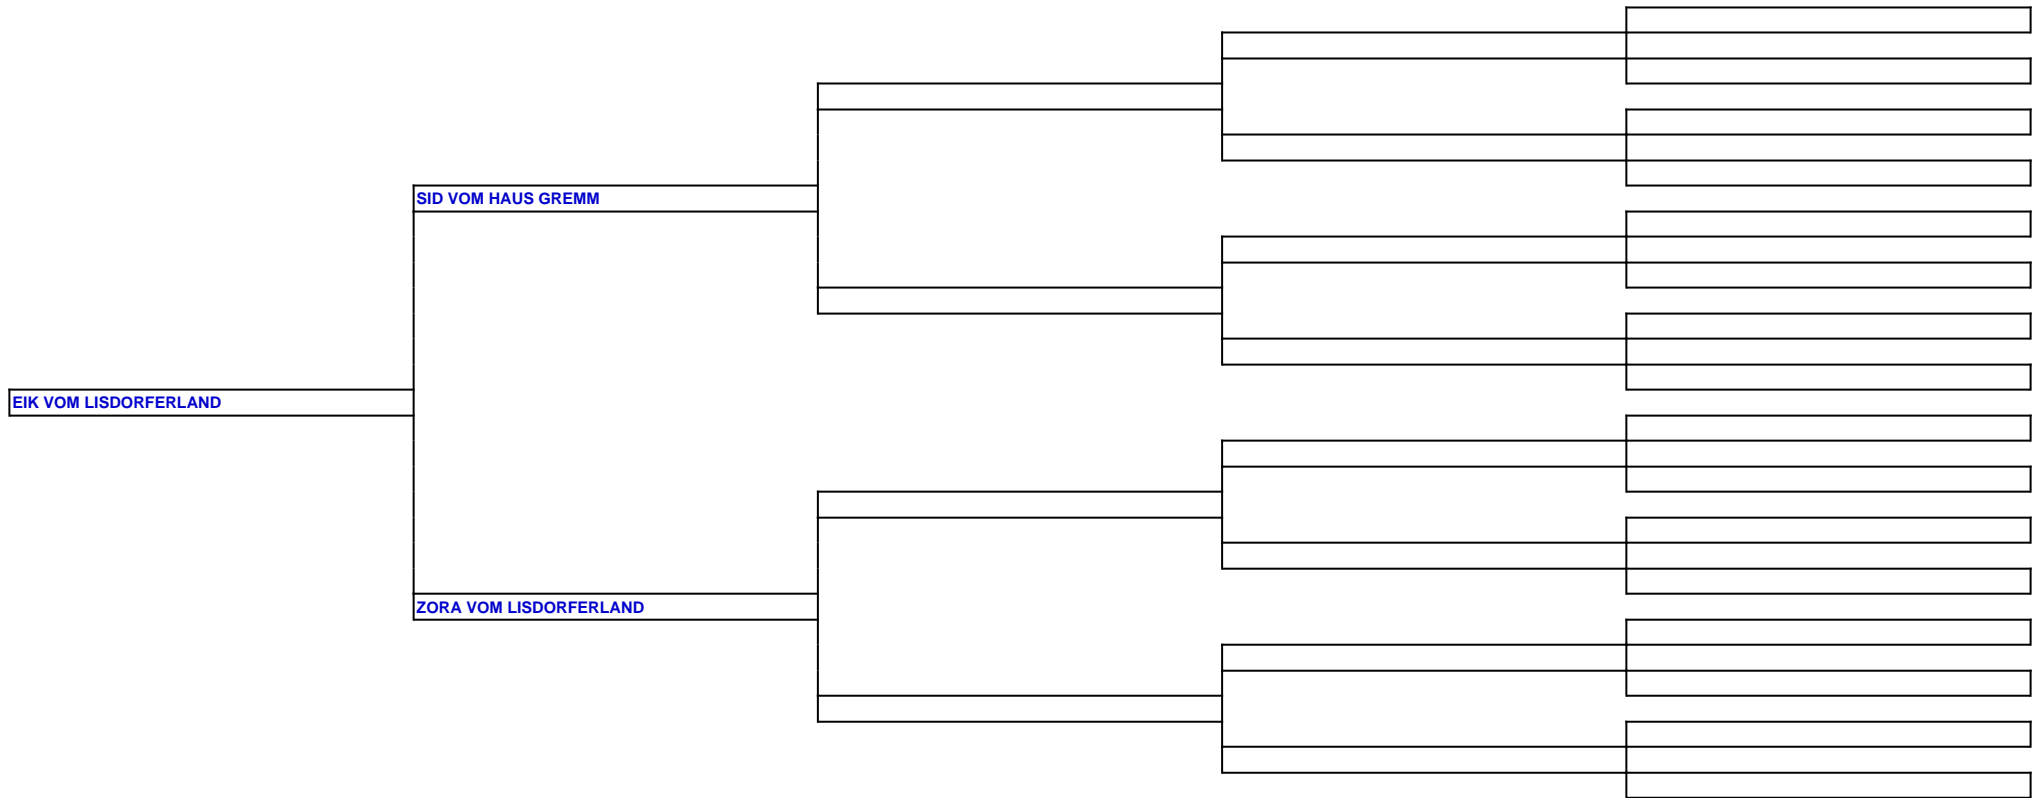 SID VOM HAUS GREMM
EIK VOM LISDORFERLAND
ZORA VOM LISDORFERLAND